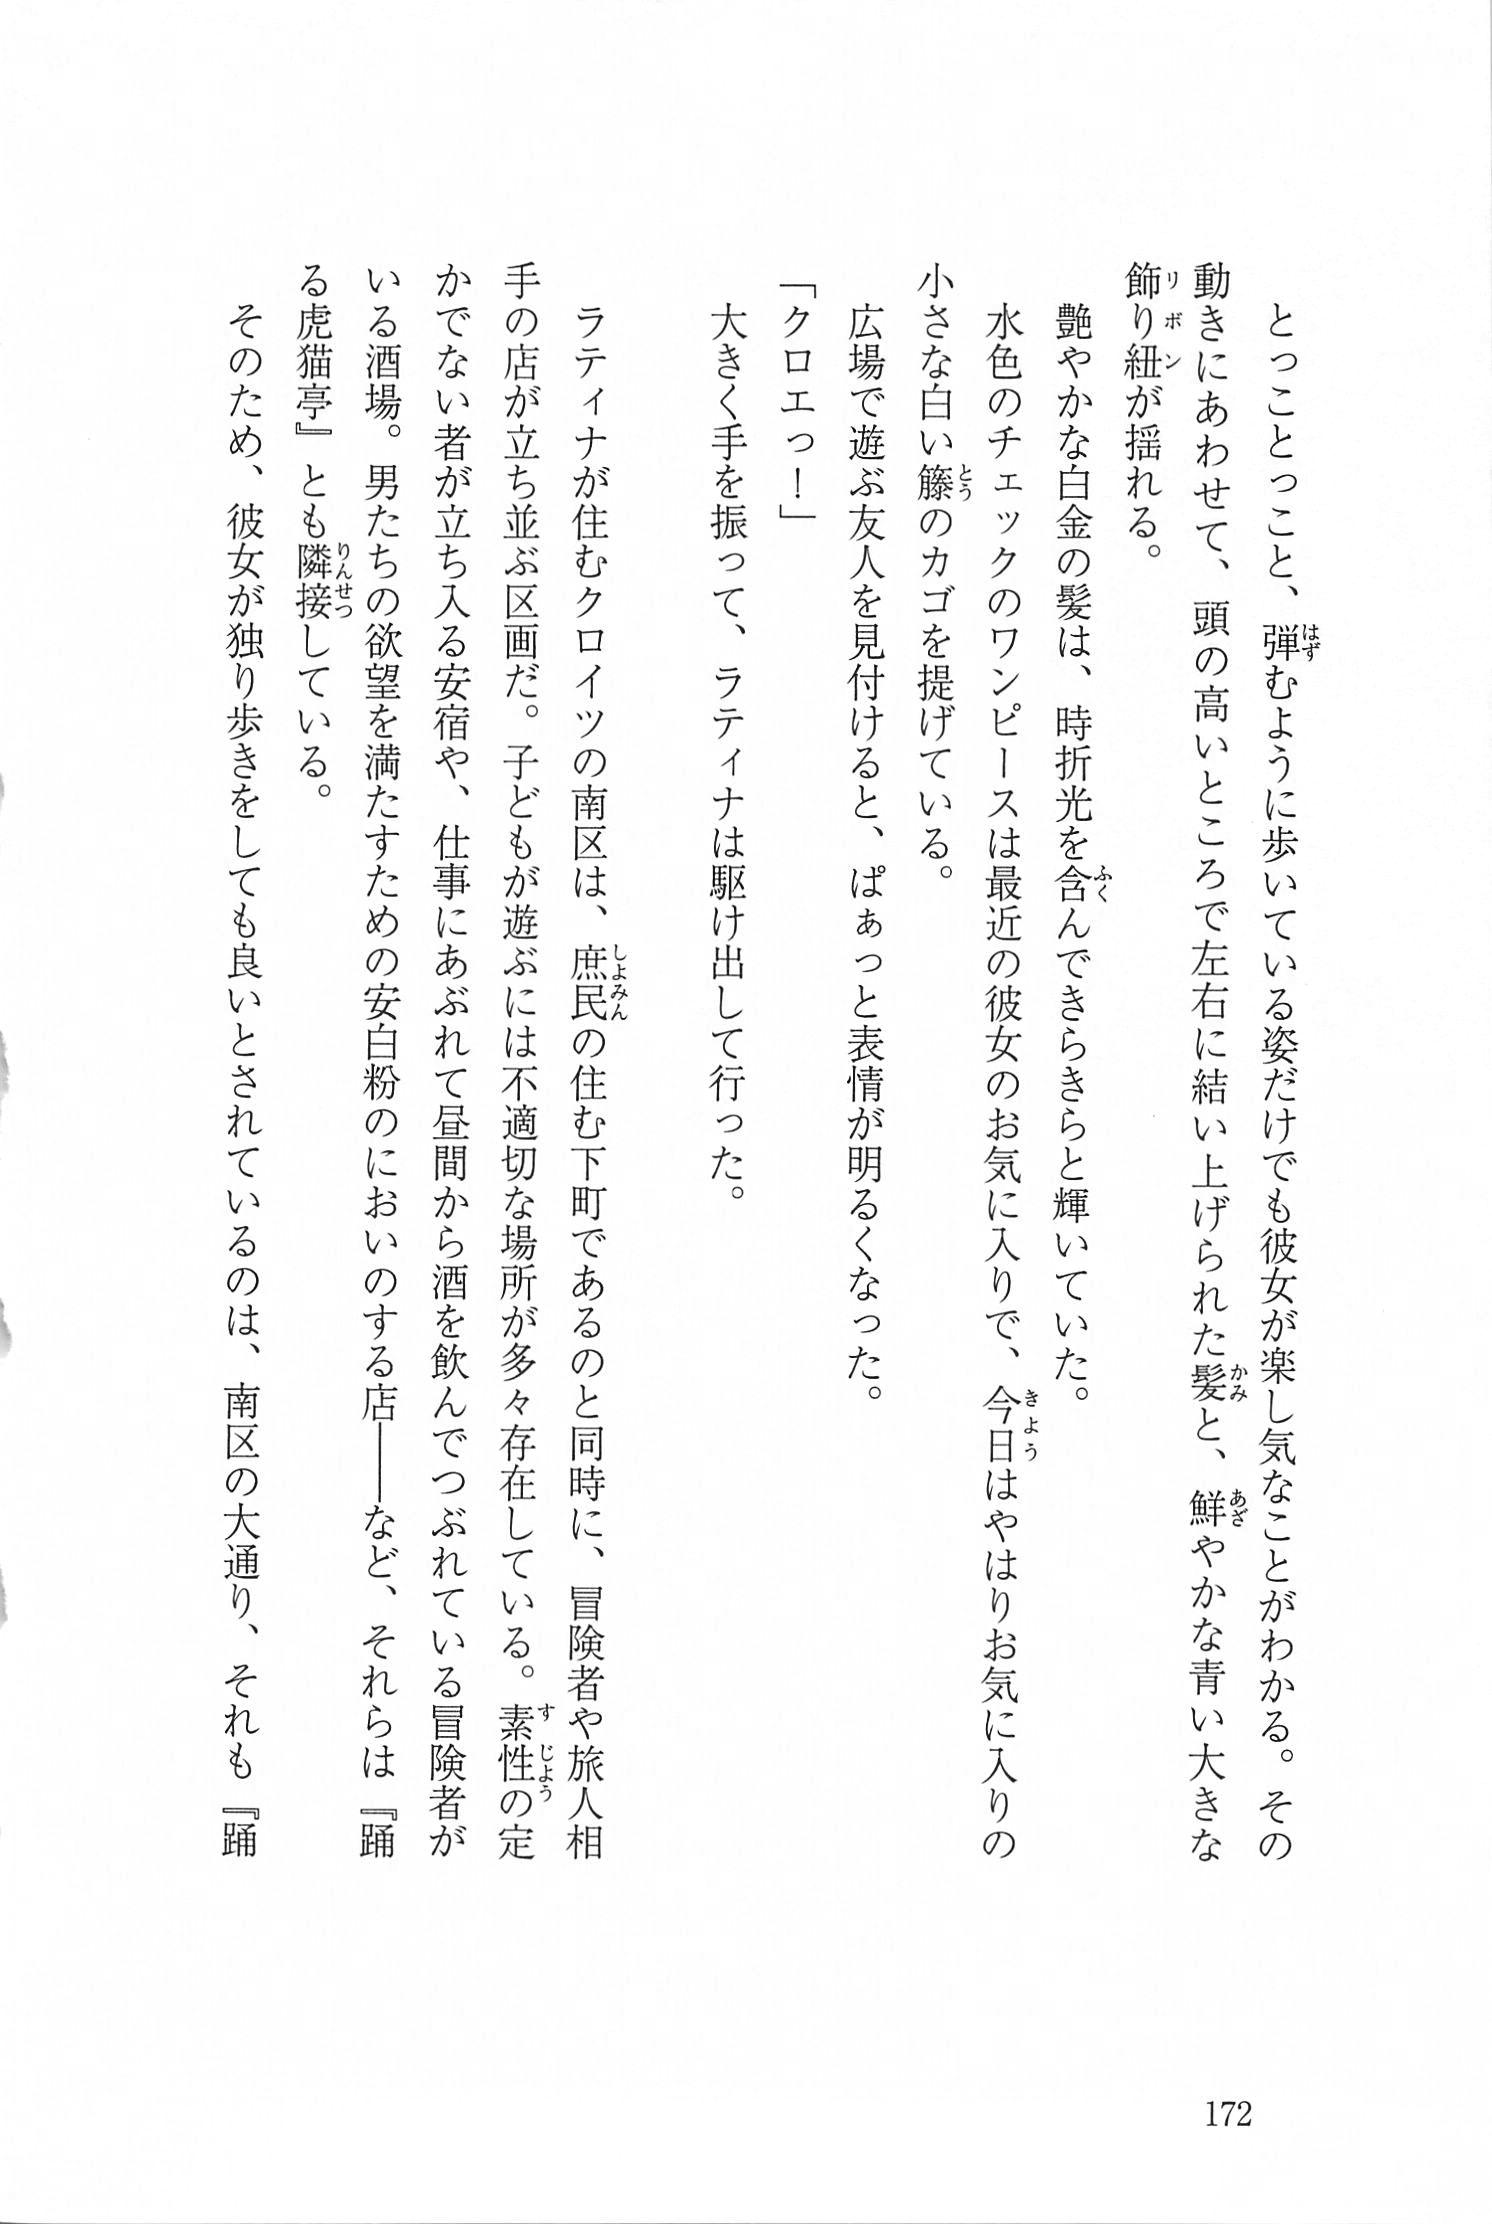 とっことっこと、弾むように歩いている姿だけでも彼女が楽し気なことがわかる。その
動きにあわせて、頭の高いところで左右に結い上げられた髪と、鮮やかな青い大きな
飾り紐が揺れる。
艶やかな白金の髪は、時折光を含んできらきらと輝いていた。
水色のチェックのワンピースは最近の彼女のお気に入りで、今日はやはりお気に入りの
小さな白い籐のカゴを提げている。
広場で遊ぶ友人を見付けると、ぱぁっと表情が明るくなった。
「クロエっ！」
大きく手を振って、ラティナは駆け出して行った。
ラティナが住むクロイツの南区は、庶民の住む下町であるのと同時に、冒険者や旅人相
手の店が立ち並ぶ区画だ。子どもが遊ぶには不適切な場所が多々存在している。素性の定
かでない者が立ち入る安宿や、仕事にあぶれて昼間から酒を飲んでつぶれている冒険者が
いる酒場。男たちの欲望を満たすための安白粉のにおいのする店――など、それらは『踊
る虎猫亭』とも隣接している。
そのため、彼女が独り歩きをしても良いとされているのは、南区の大通り、それも『踊
172